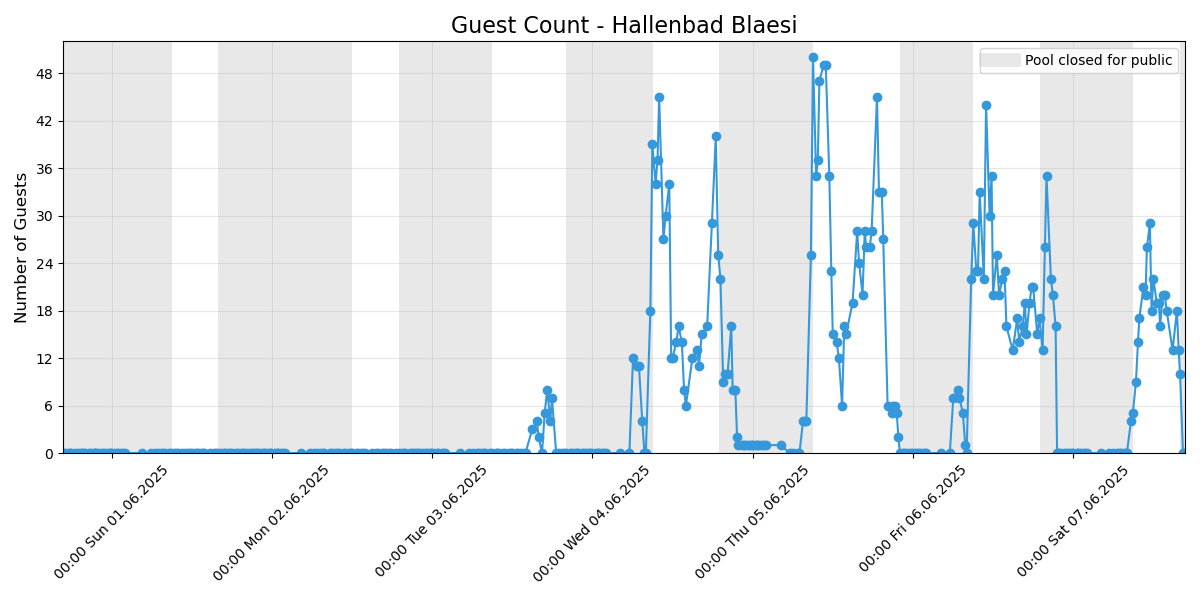 Guest Count - Hallenbad Blaesi
Pool closed for public
Number of Guests
48
42
36
30
24
18
12
6
0
00:00 Sun 01.06.2025
00:00 Mon 02.06.2025
00:00 Tue 03.06.2025
00:00 Wed 04.06.2025
00:00 Thu 05.06.2025
00:00 Fri 06.06.2025
00:00 Sat 07.06.2025